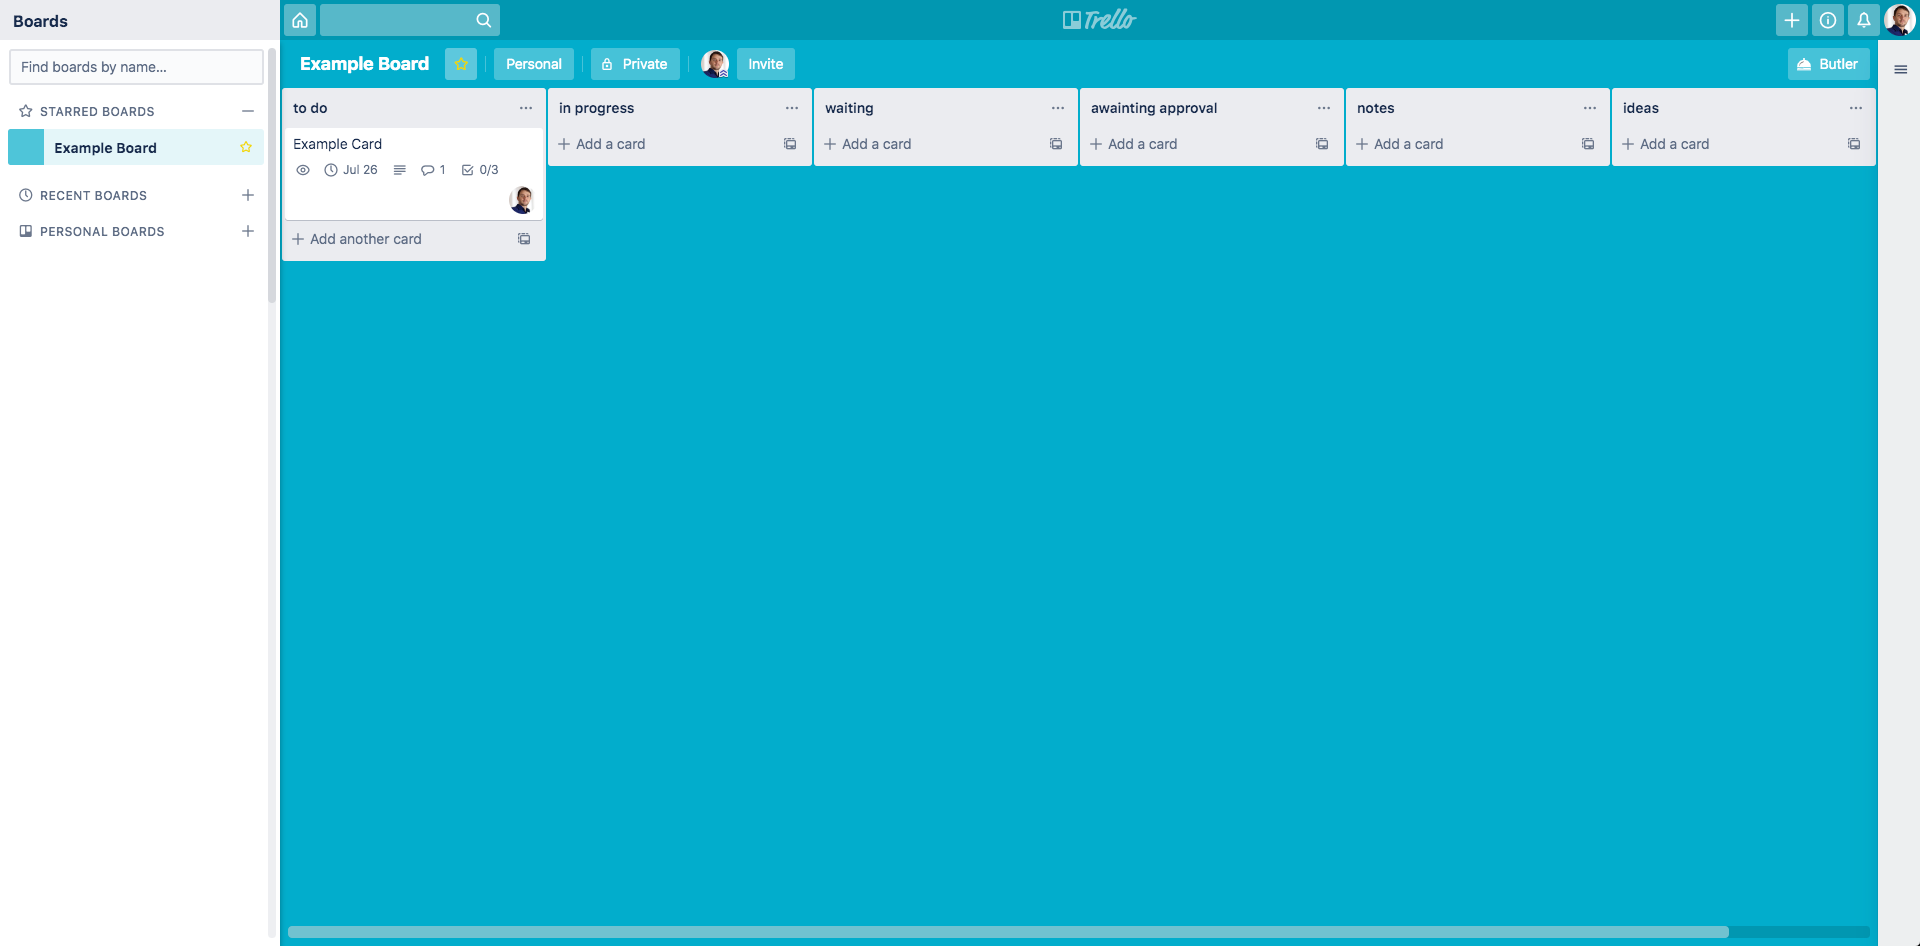 Boards
Trello
Find boards by name...
Example Board
Personal
Private
Invite
Butler
STARRED BOARDS
Example Board
RECENT BOARDS
PERSONAL BOARDS
to do
Example Card
Jul 26
1
0/3
Add another card
in progress
Add a card
waiting
Add a card
awainting approval
Add a card
notes
Add a card
ideas
Add a card